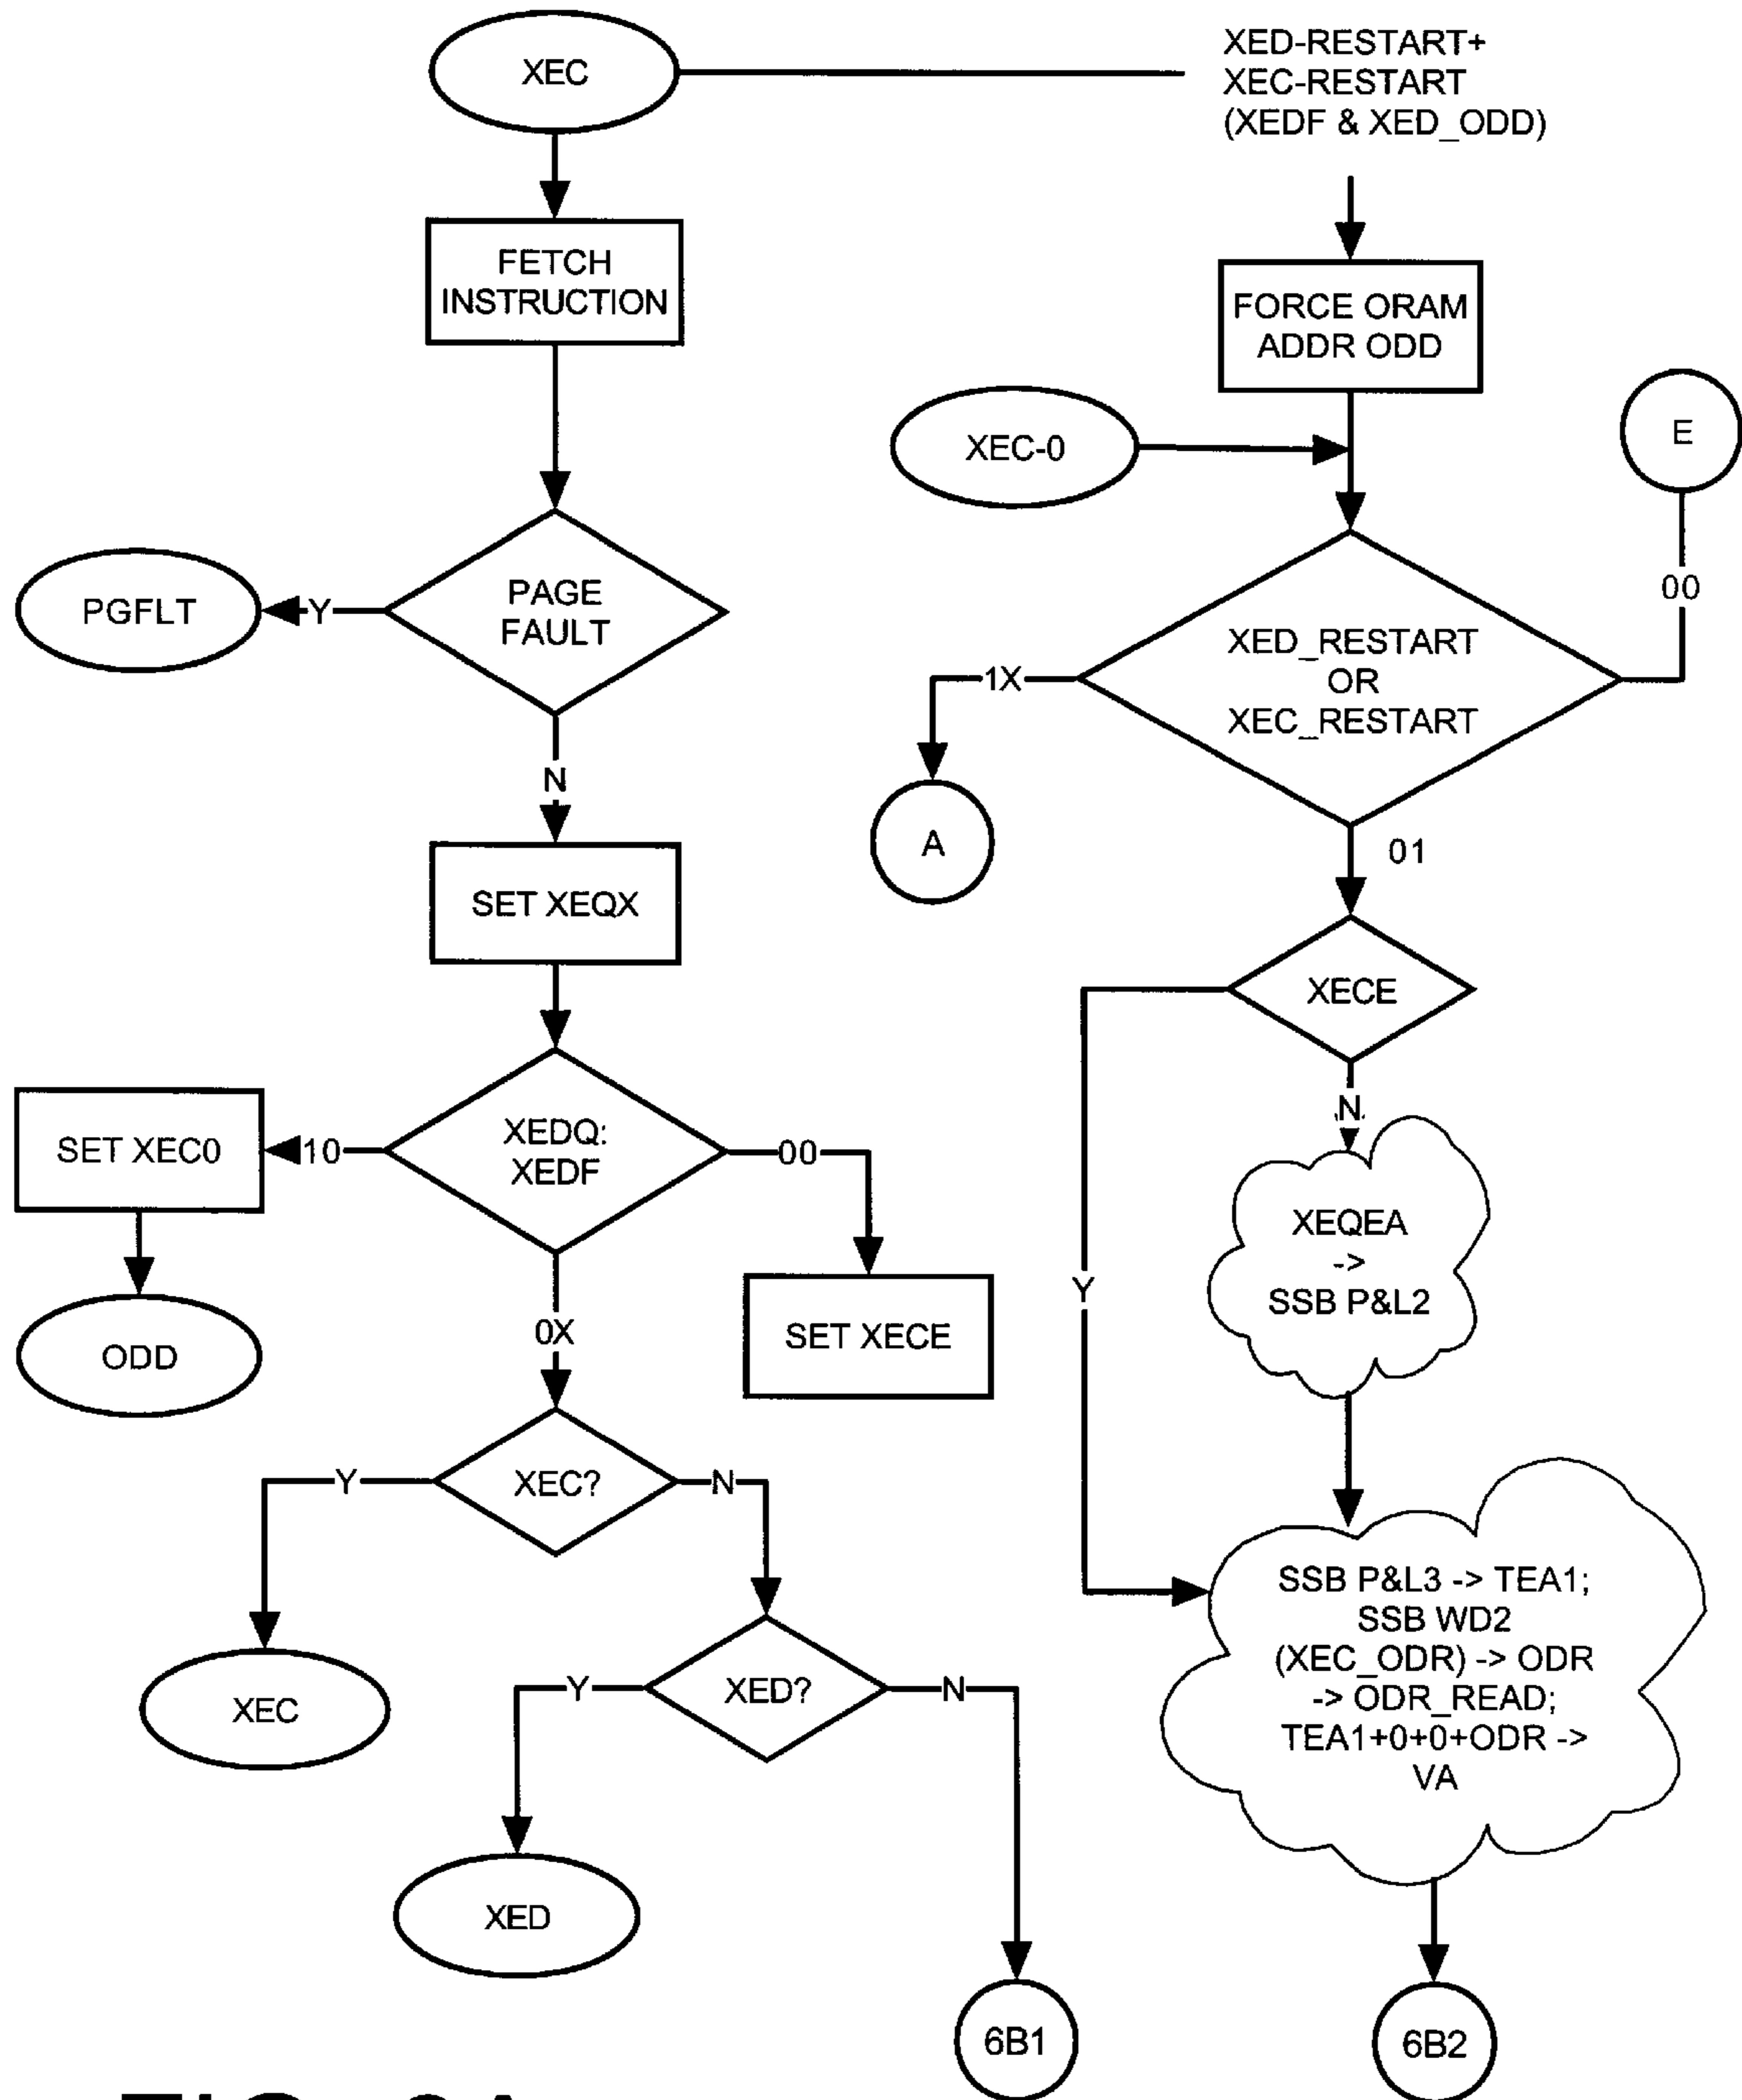 XEC
XED-RESTART+
XEC-RESTART
(XEDF & XED_ODD)
FETCH
INSTRUCTION
FORCE ORAM
ADDR ODD
XEC-0
E
PGFLT
Y
PAGE
FAULT
N
00
XED_RESTART
OR
XEC_RESTART
1X
A
01
SET XEQX
XECE
N
Y
SET XEC0
10
XEDQ:
XEDF
00
XEQEA
->
SSB P&L2
ODD
0X
SET XECE
XEC?
Y
N
XEC
XED?
Y
N
SSB P&L3 -> TEA1;
SSB WD2
(XEC_ODR) -> ODR
-> ODR_READ;
TEA1+0+0+ODR ->
VA
XED
6B1
6B2